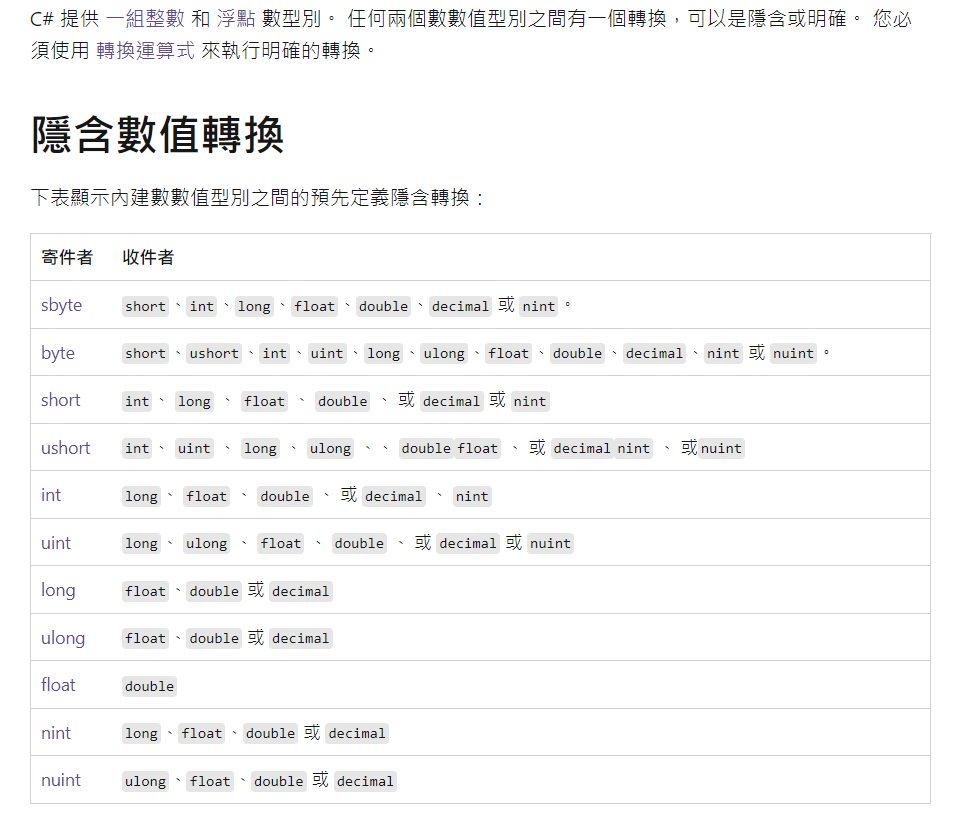 C# 提供 一組整數 和 浮點 數型別。 任何兩個數數值型別之間有一個轉換，可以是隱含或明確。 您必
須使用 轉換運算式 來執行明確的轉換。
隱含數值轉換
下表顯示內建數數值型別之間的預先定義隱含轉換：
寄件者 收件者
sbyte short、int、long、float、double、decimal 或 nint。
byte short、ushort、int、uint、long、ulong、float、double、decimal、nint 或 nuint。
short int、 long 、 float 、 double 、 或 decimal 或 nint
ushort int、 uint 、 long 、 ulong 、、 double float 、 或 decimal nint 、 或 nuint
int long、 float 、 double 、 或 decimal 、 nint
uint long、 ulong 、 float 、 double 、 或 decimal 或 nuint
long float、double 或 decimal
ulong float、double 或 decimal
float double
nint long、float、double 或 decimal
nuint ulong、float、double 或 decimal